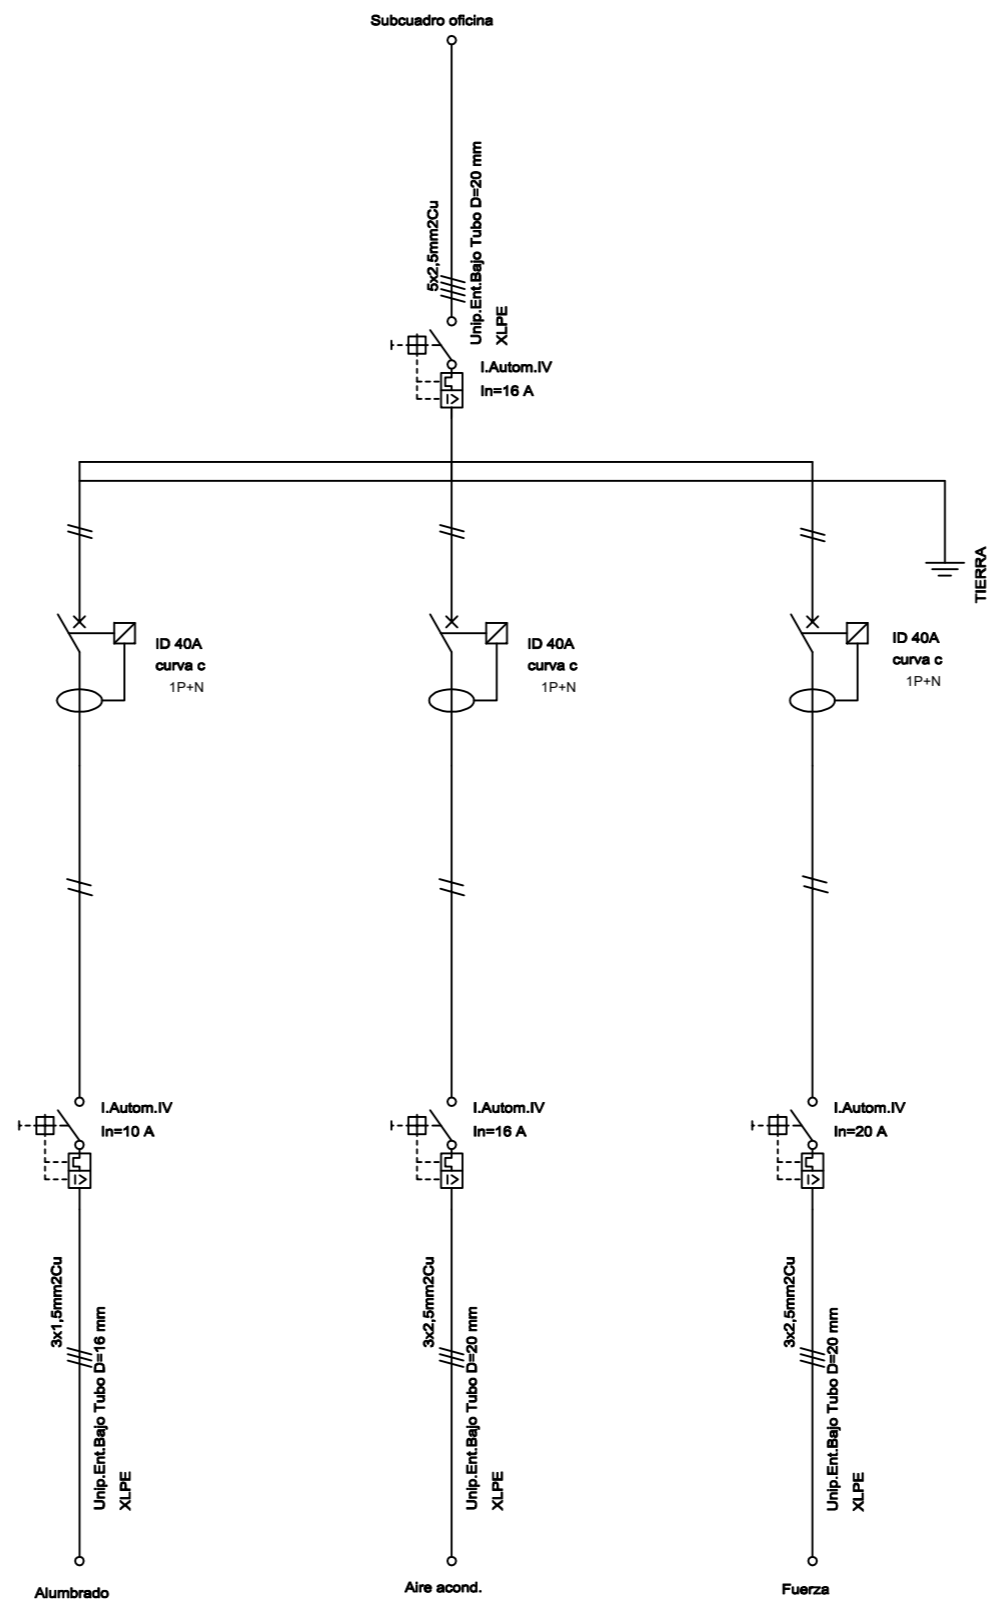 Subcuadro oficina
5x2,5mm2Cu
Unip.Ent.Bajo Tubo D=20 mm
XLPE
I.Autom.IV
In=16 A
I>
TIERRA
ID 40A
curva c
1P+N
ID 40A
curva c
1P+N
ID 40A
curva c
1P+N
I.Autom.IV
In=10 A
I>
I.Autom.IV
In=16 A
I>
I.Autom.IV
In=20 A
I>
3x1,5mm2Cu
Unip.Ent.Bajo Tubo D=16 mm
XLPE
3x2,5mm2Cu
Unip.Ent.Bajo Tubo D=20 mm
XLPE
3x2,5mm2Cu
Unip.Ent.Bajo Tubo D=20 mm
XLPE
Alumbrado
Aire acond.
Fuerza